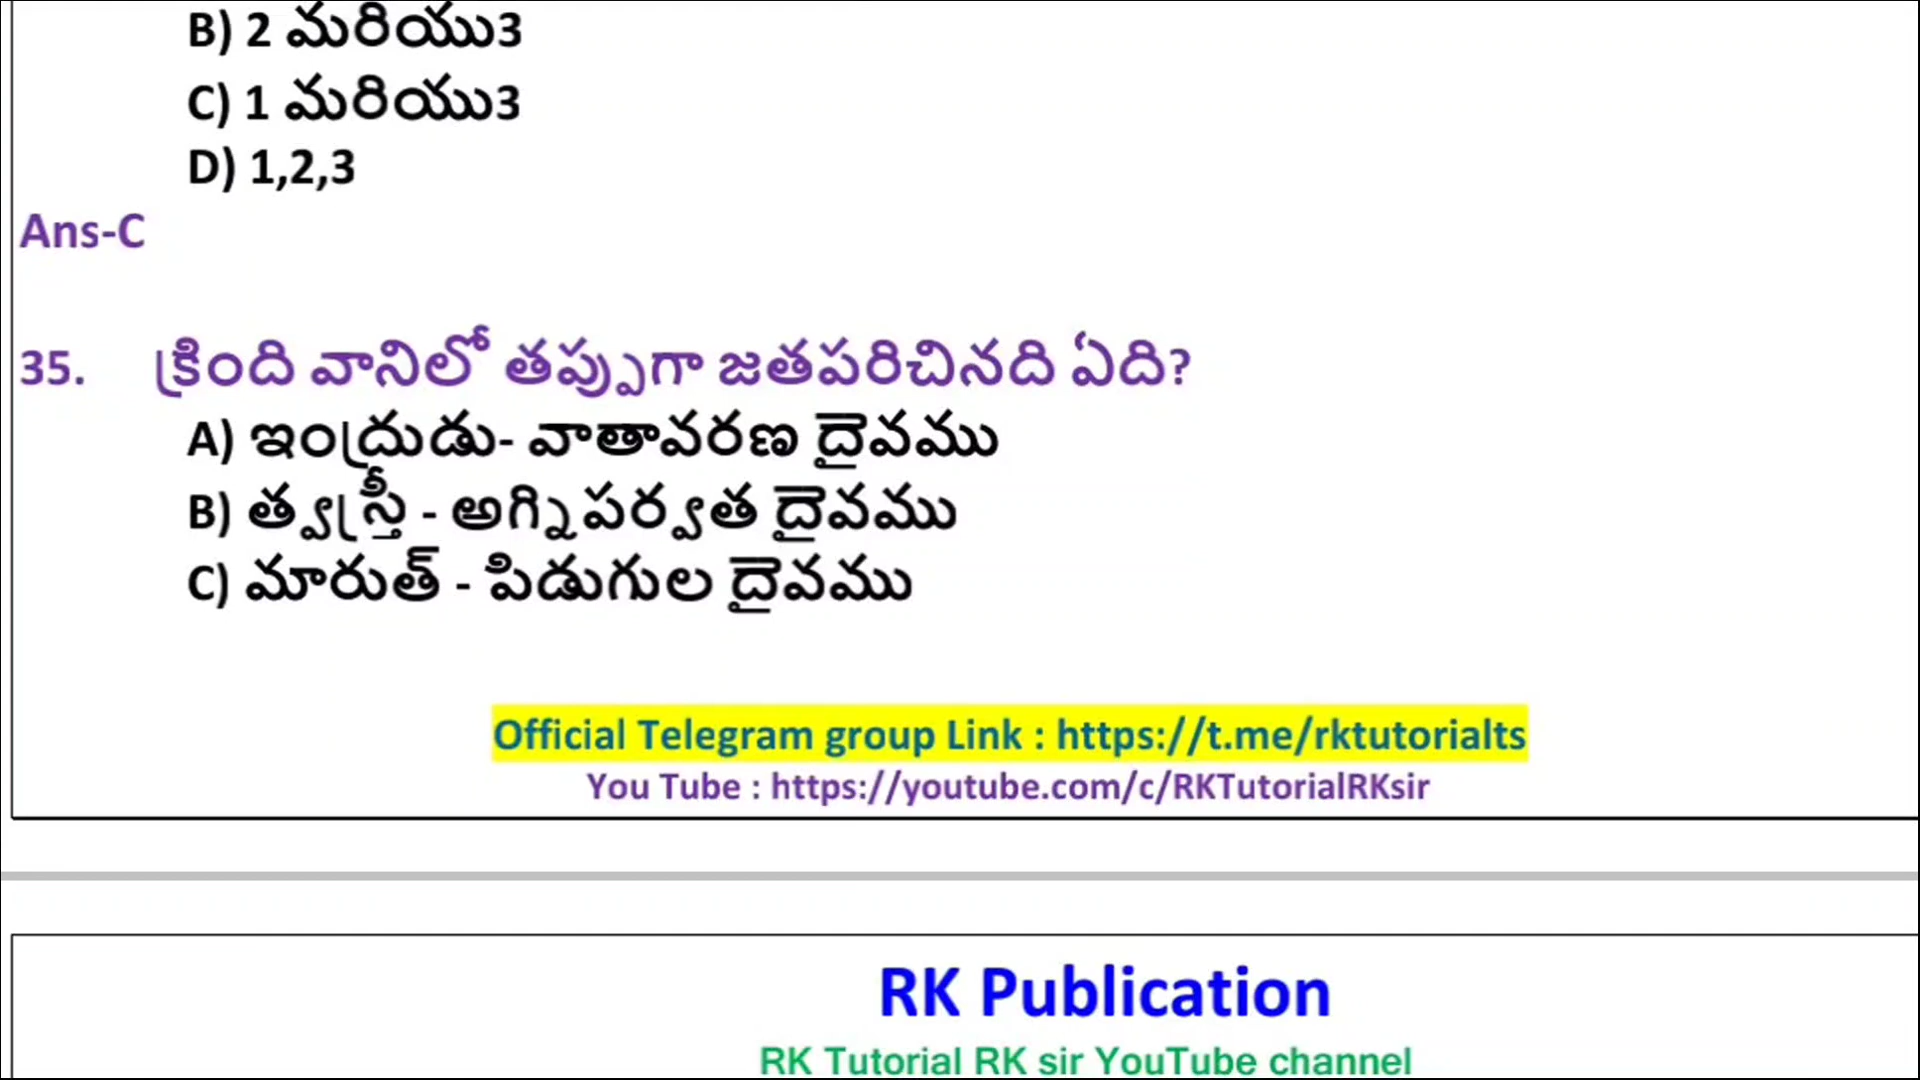 B) 2 మరియు3
C) 1 మరియు3
D) 1,2,3
Ans-C
35. క్రింది వానిలో తప్పుగా జతపరిచినది ఏది?
A) ఇంద్రుడు- వాతావరణ దైవము
B) త్వస్త్రీ - అగ్నిపర్వత దైవము
C) మారుత్ - పిడుగుల దైవము
Official Telegram group Link : https://t.me/rktutorialts
You Tube : https://youtube.com/c/RKTutorialRKsir
RK Publication
RK Tutorial RK sir YouTube channel